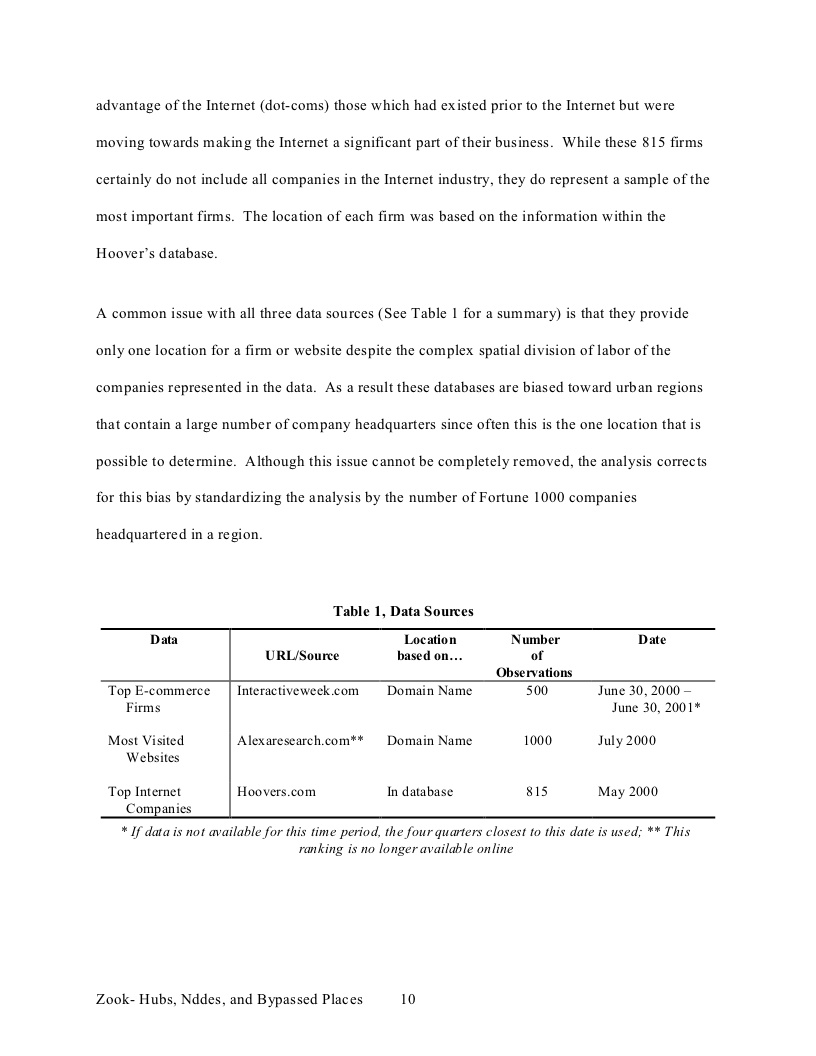 advantage of the Internet (dot-coms) those which had existed prior to the Internet but were
moving towards making the Internet a significant part of their business.  While these 815 firms
certainly do not include all companies in the Internet industry, they do represent a sample of the
most important firms.  The location of each firm was based on the information within the
Hoover's database.
A common issue with all three data sources (See Table 1 for a summary) is that they provide
only one location for a firm or website despite the complex spatial division of labor of the
companies represented in the data.  As a result these databases are biased toward urban regions
that contain a large number of company headquarters since often this is the one location that is
possible to determine.  Although this issue cannot be completely removed, the analysis corrects
for this bias by standardizing the analysis by the number of Fortune 1000 companies
headquartered in a region.
Table 1, Data Sources
Data URL/Source Location based on… Number of Observations Date
Top E-commerce Interactiveweek.com Domain Name 500 June 30, 2000 –
Firms June 30, 2001*
Most Visited Alexaresearch.com** Domain Name 1000 July 2000
Websites
Top Internet Hoovers.com In database 815 May 2000
Companies
* If data is not available for this time period, the four quarters closest to this date is used; ** This
ranking is no longer available online
Zook- Hubs, Nddes, and Bypassed Places 10